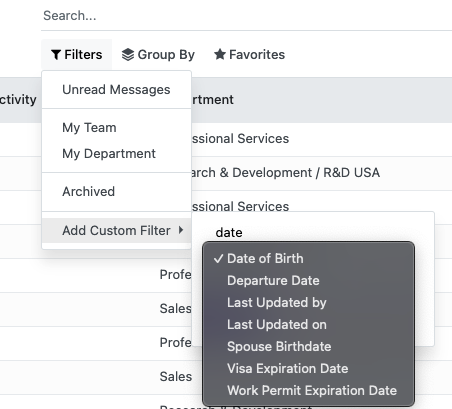 Search...
Filters Group By Favorites
Unread Messages
ctivity rtment
ssional Services
My Team
My Department
arch & Development / R&D USA
Archived
ssional Services
Add Custom Filter
date
Date of Birth
Profe
Departure Date
Last Updated by
Sales
Last Updated on
Profe
Spouse Birthdate
Visa Expiration Date
Sales
Work Permit Expiration Date
Research & Development